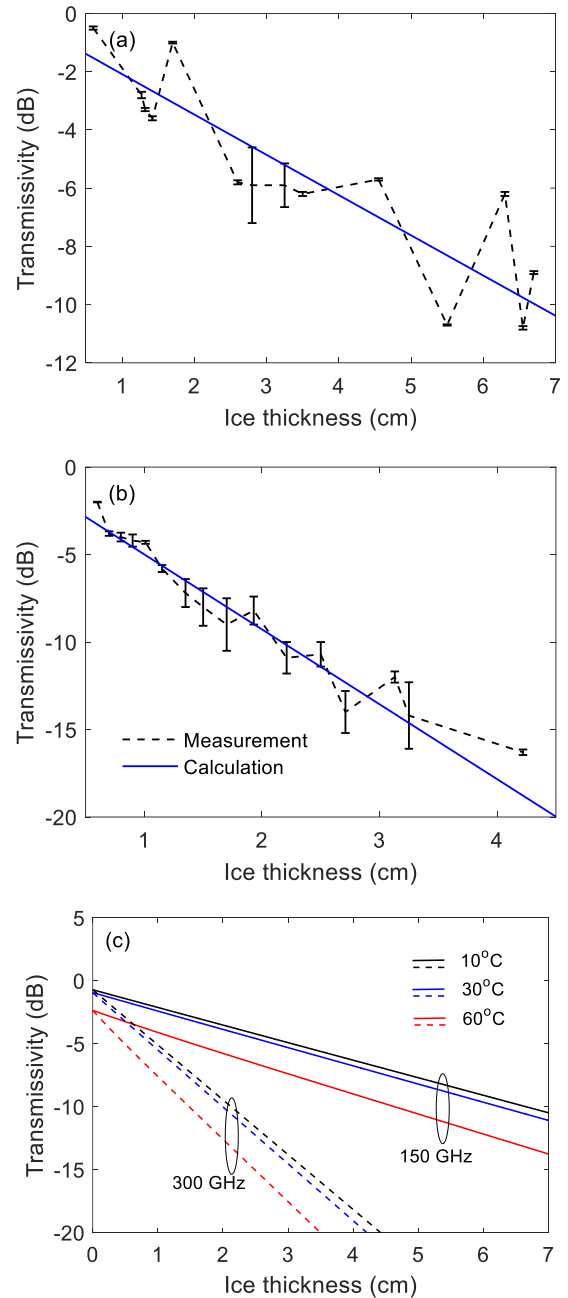 0
(a)
-2
-4
-6
-8
-10
-12
Transmissivity (dB)
1 2 3 4 5 6 7
Ice thickness (cm)
0
(b)
-5
-10
-15
-20
Transmissivity (dB)
Measurement
Calculation
1 2 3 4
Ice thickness (cm)
5
(c)
0
-5
-10
-15
-20
Transmissivity (dB)
10°C
30°C
60°C
150 GHz
300 GHz
0 1 2 3 4 5 6 7
Ice thickness (cm)